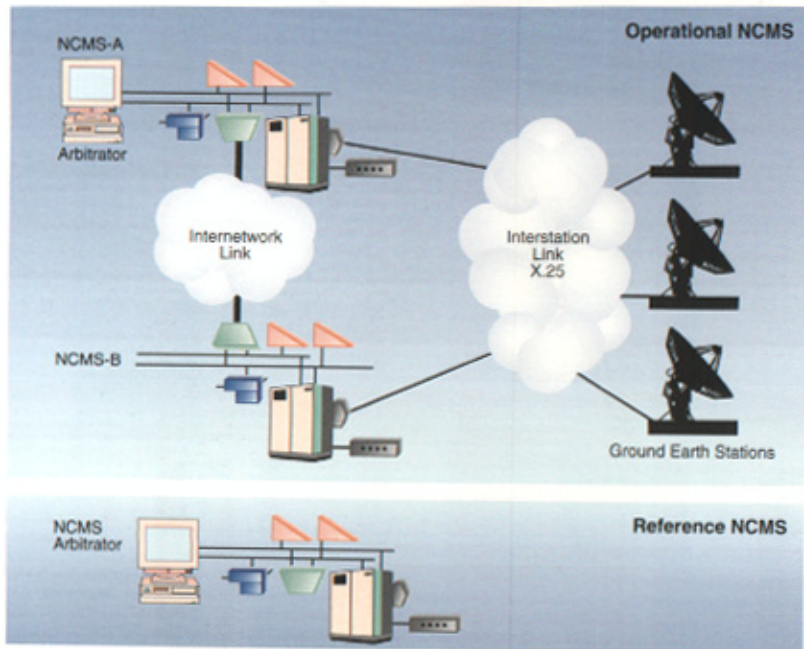 Operational NCMS
NCMS-A
Arbitrator
Internetwork
Link
Interstation
Link
X.25
NCMS-B
Ground Earth Stations
NCMS
Arbitrator
Reference NCMS